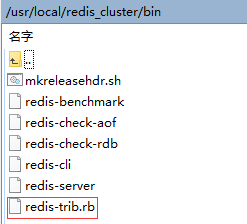 /usr/local/redis_cluster/bin
名字
..
mkreleasehdr.sh
redis-benchmark
redis-check-aof
redis-check-rdb
redis-cli
redis-server
redis-trib.rb